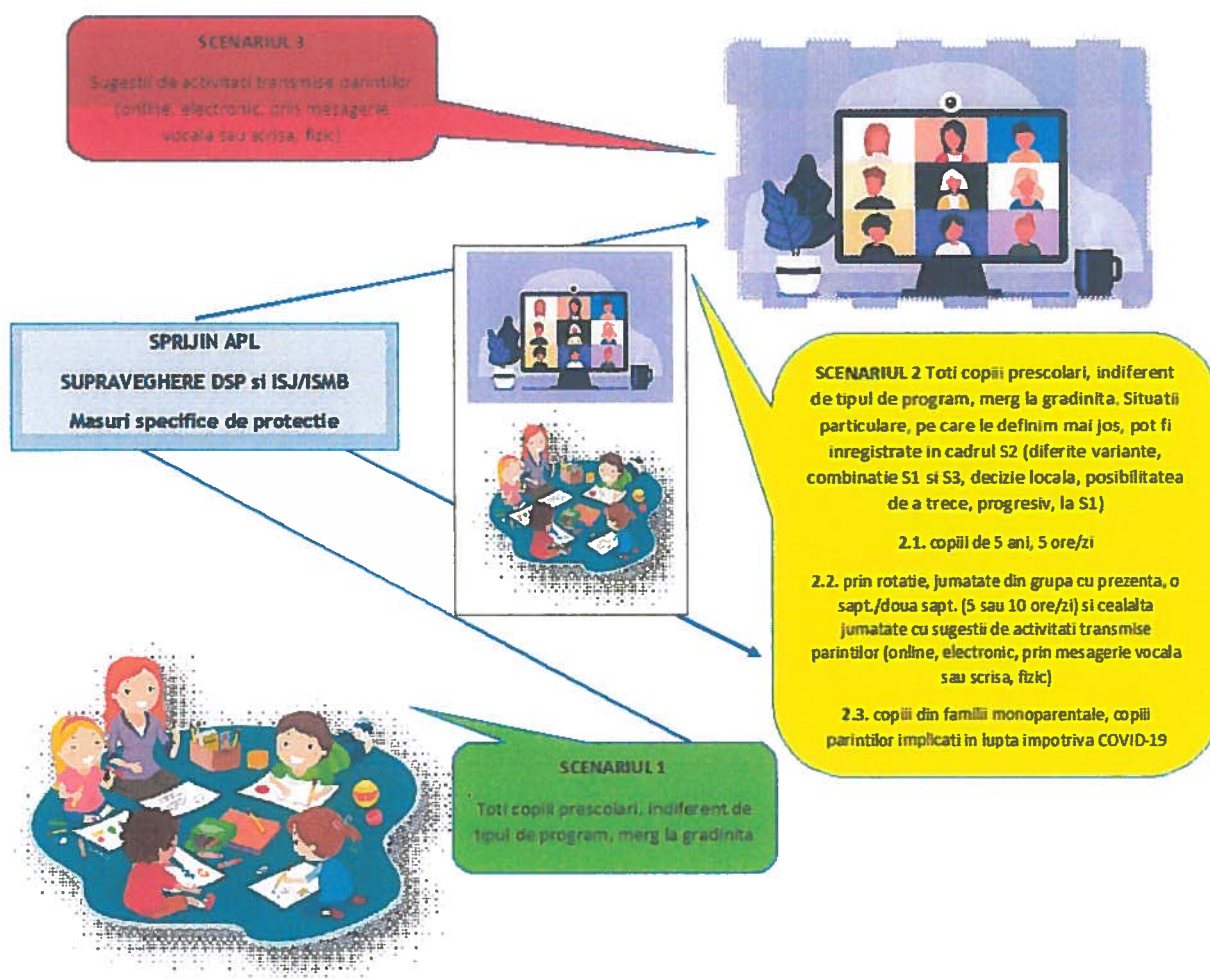 SCENARIUL 3
Sugestii de activitati transmise parintilor
(online, electronic, prin mesagerie
vocala sau scrisa, fizic)
SPRIJIN APL
SUPRAVEGHERE DSP si ISJ/ISMB
Masuri specifice de protectie
SCENARIUL 2 Toti copiii prescolari, indiferent
de tipul de program, merg la gradinita. Situatii
particulare, pe care le definim mai jos, pot fi
inregistrate in cadrul S2 (diferite variante,
combinatie S1 si S3, decizie locala, posibilitatea
de a trece, progresiv, la S1)
2.1. copiii de 5 ani, 5 ore/zi
2.2. prin rotatie, jumatate din grupa cu prezenta, o
sapt./doua sapt. (5 sau 10 ore/zi) si cealalta
jumatate cu sugestii de activitati transmise
parintilor (online, electronic, prin mesagerie vocala
sau scrisa, fizic)
2.3. copiii din familii monoparentale, copiii
parintilor implicati in lupta impotriva COVID-19
SCENARIUL 1
Toti copiii prescolari, indiferent de
tipul de program, merg la gradinita